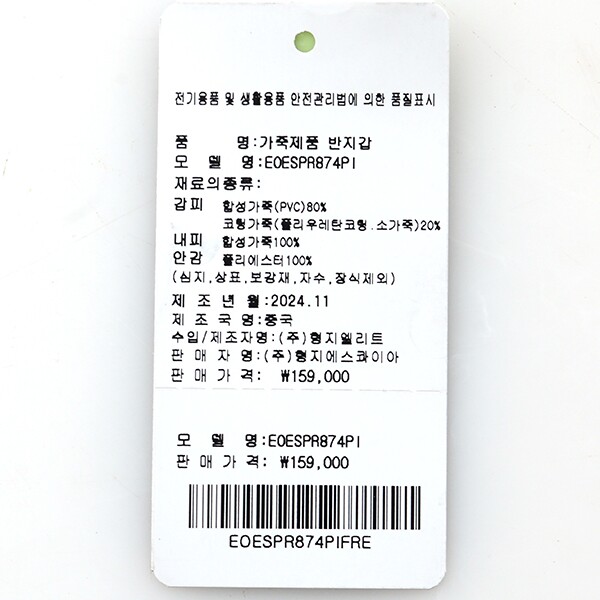 전기용품 및 생활용품 안전관리법에 의한 품질표시
품 명:가죽제품 반지갑
모 델 명:EOESPR874PI
재료의종류:
감피 합성가죽(PVC)80%
코팅가죽(폴리우레탄코팅.소가죽)20%
내피 합성가죽100%
안감 폴리에스터100%
(심지,상표,보강재,자수,장식제외)
제 조 년 월:2024.11
제 조 국 명:중국
수입/제조자명:(주)형지엘리트
판 매 자 명:(주)형지에스콰이아
판 매 가 격: ₩159,000
모 델 명:EOESPR874PI
판 매 가 격: ₩159,000
EOESPR874PIFRE